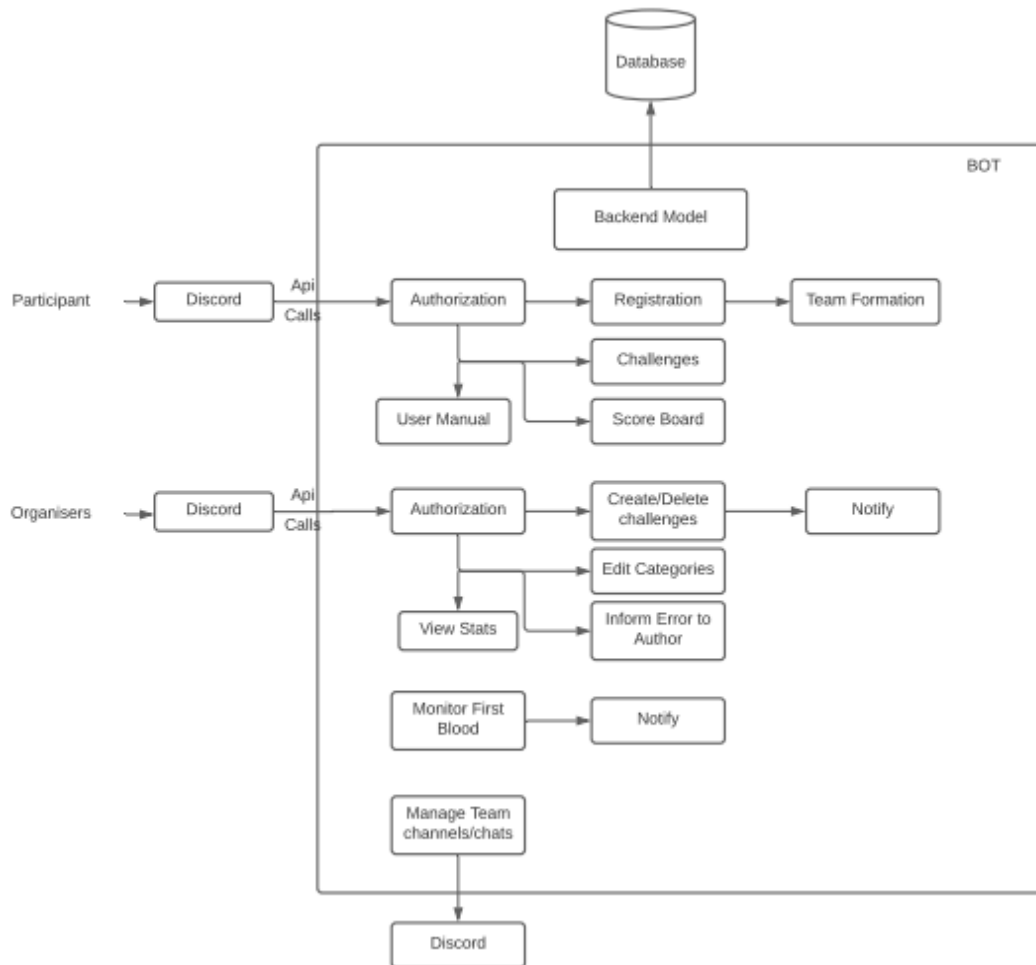 Database
BOT
Backend Model
Participant
Discord
Api
Calls
Authorization
Registration
Team Formation
Challenges
User Manual
Score Board
Organisers
Discord
Api
Calls
Authorization
Create/Delete
challenges
Notify
Edit Categories
View Stats
Inform Error to
Author
Monitor First
Blood
Notify
Manage Team
channels/chats
Discord